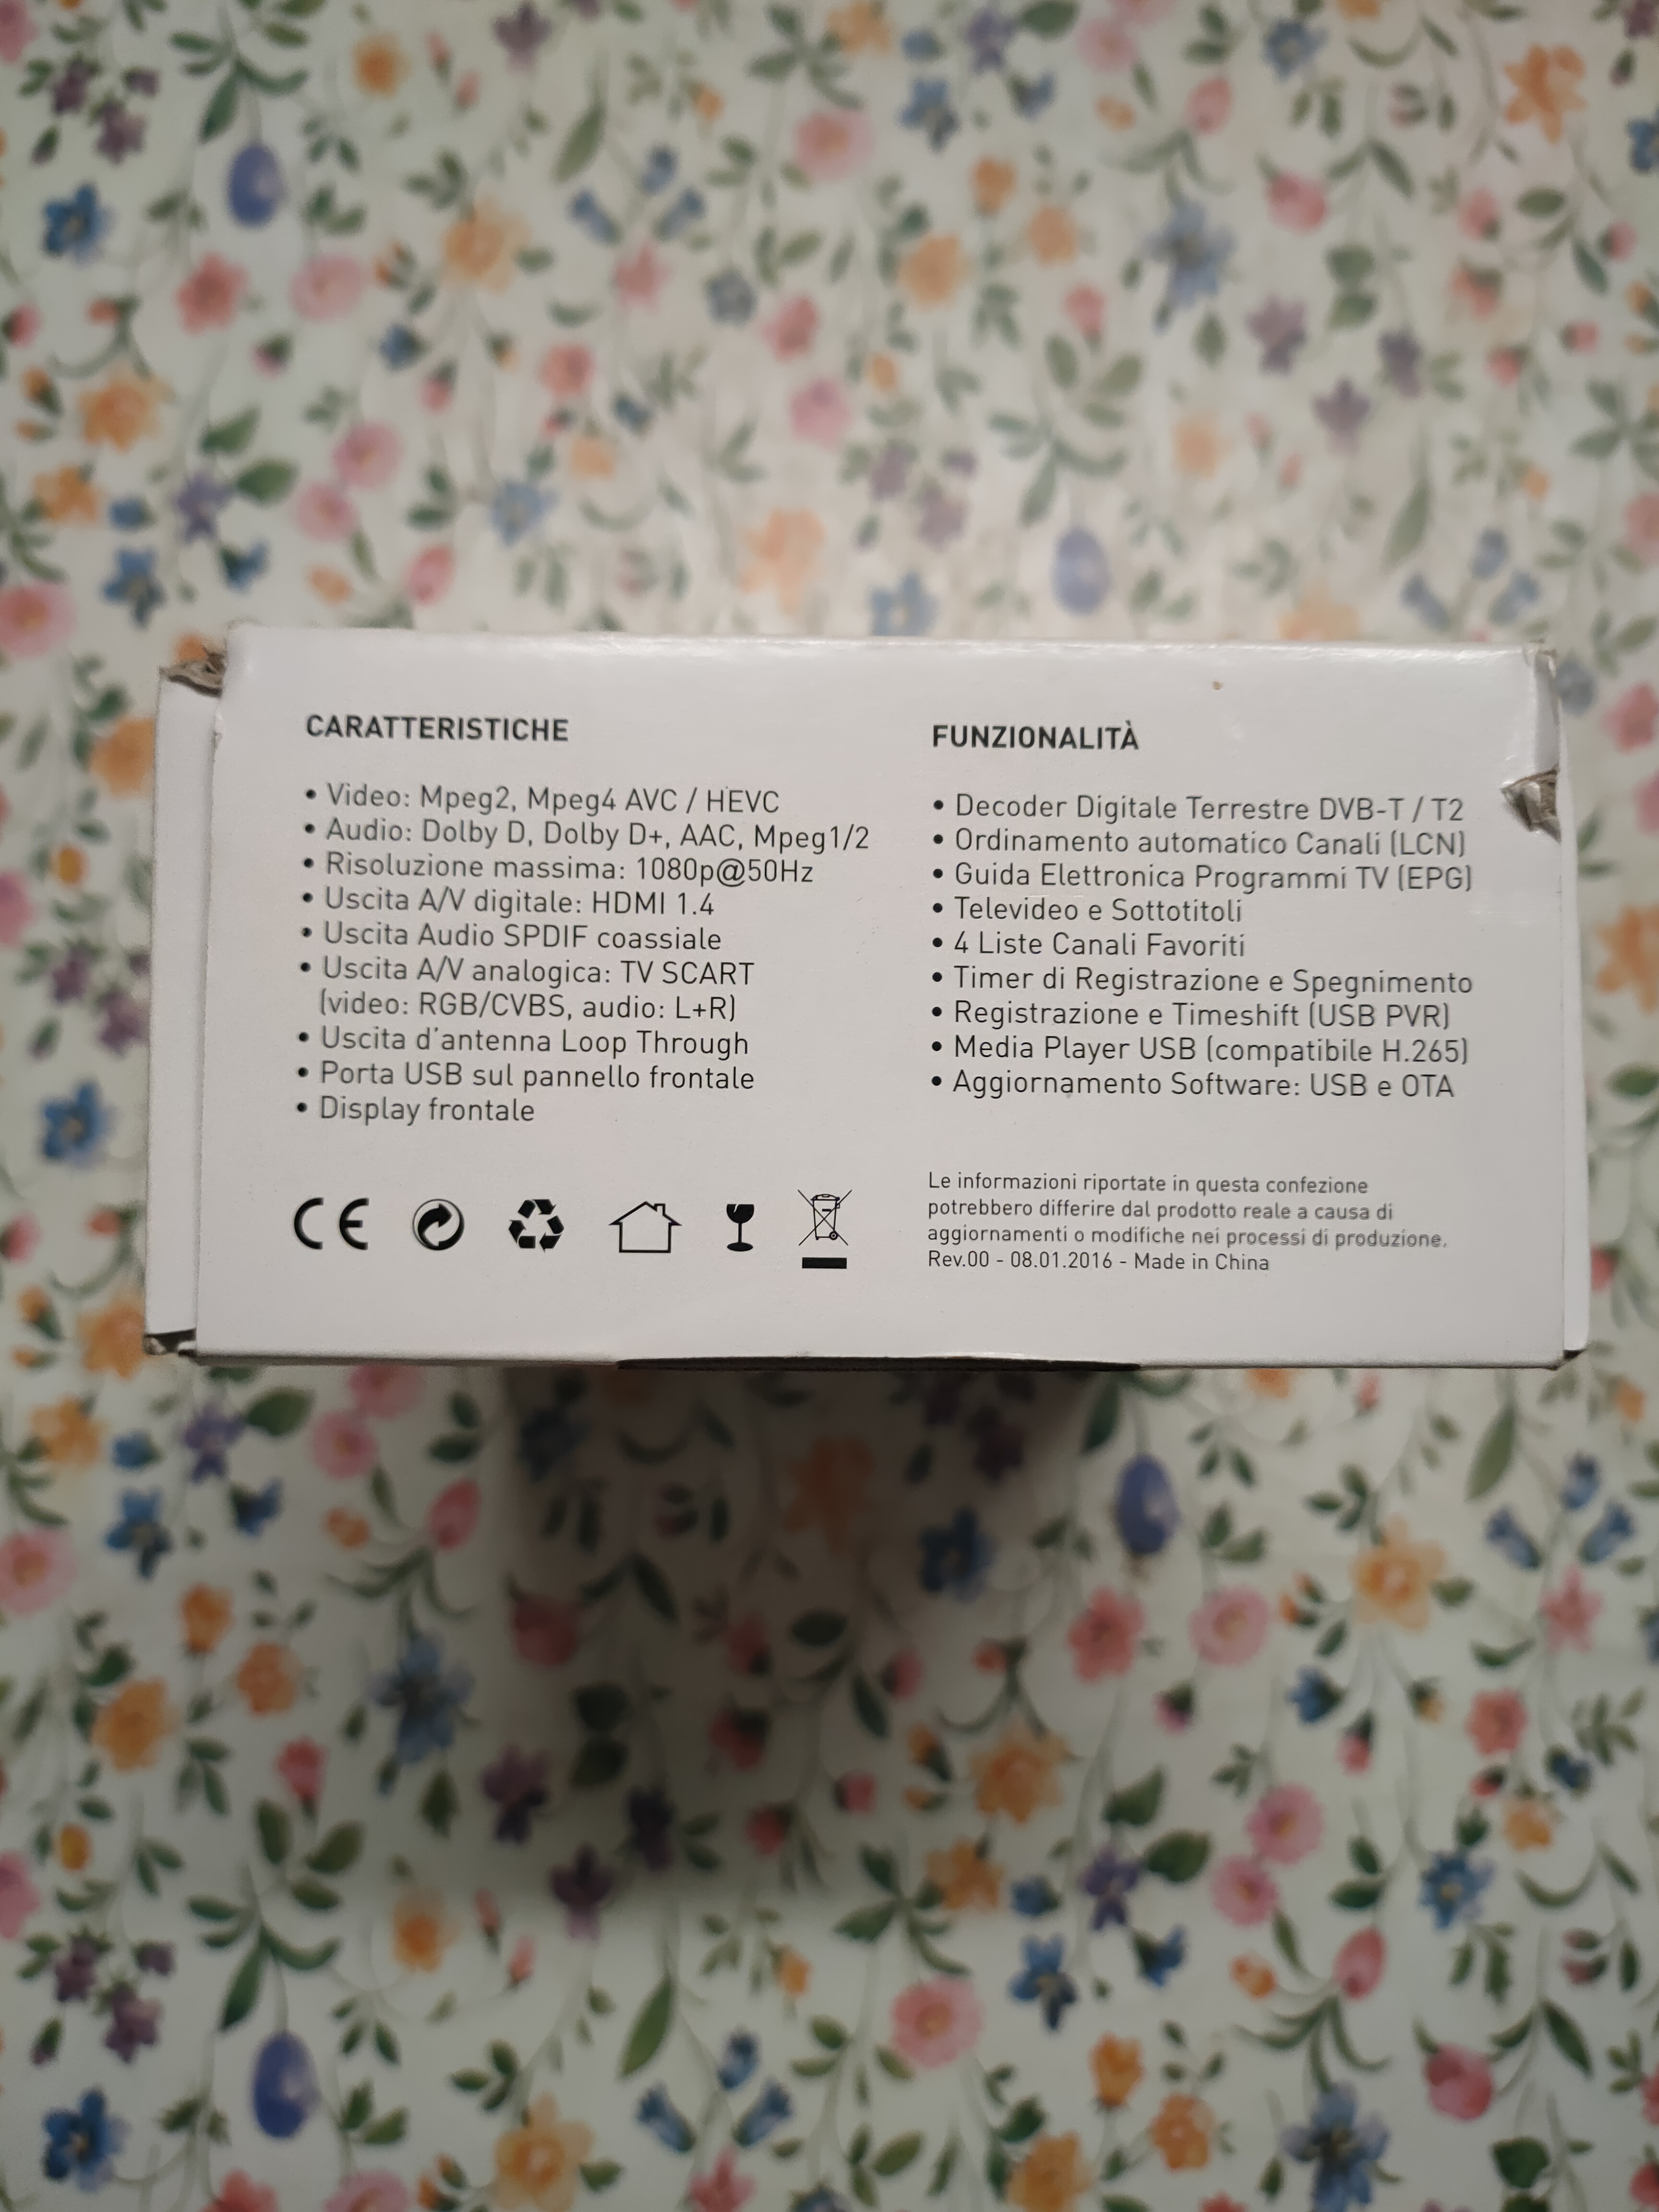 CARATTERISTICHE
• Video: Mpeg2, Mpeg4 AVC / HEVC
• Audio: Dolby D, Dolby D+, AAC, Mpeg1/2
• Risoluzione massima: 1080p@50Hz
• Uscita A/V digitale: HDMI 1.4
• Uscita Audio SPDIF coassiale
• Uscita A/V analogica: TV SCART
(video: RGB/CVBS, audio: L+R)
• Uscita d'antenna Loop Through
• Porta USB sul pannello frontale
• Display frontale
CE
FUNZIONALITÀ
• Decoder Digitale Terrestre DVB-T / T2
• Ordinamento automatico Canali (LCN)
• Guida Elettronica Programmi TV (EPG)
• Televideo e Sottotitoli
• 4 Liste Canali Favoriti
• Timer di Registrazione e Spegnimento
• Registrazione e Timeshift (USB PVR)
• Media Player USB (compatibile H.265)
• Aggiornamento Software: USB e OTA
Le informazioni riportate in questa confezione
potrebbero differire dal prodotto reale a causa di
aggiornamenti o modifiche nei processi di produzione.
Rev.00 - 08.01.2016 - Made in China